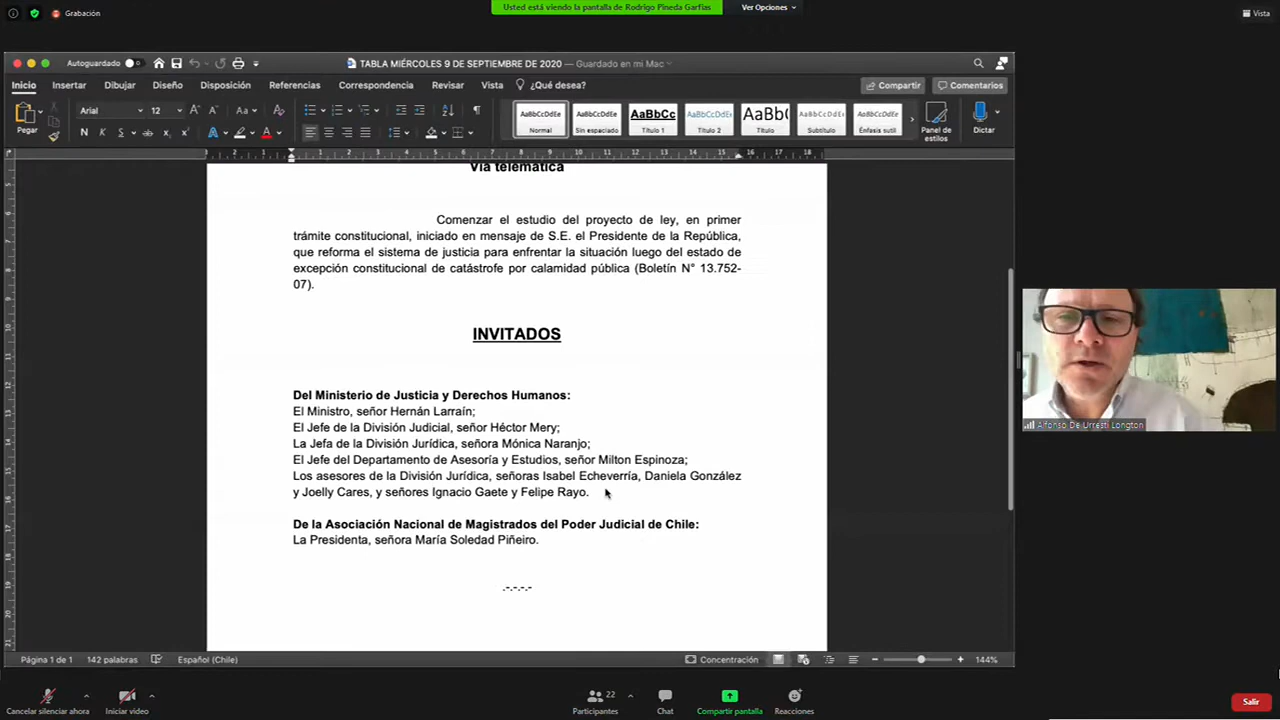 Grabación
Usted está viendo la pantalla de Rodrigo Pineda Garfias
Ver Opciones
Vista
Autoguardado
TABLA MIÉRCOLES 9 DE SEPTIEMBRE DE 2020 — Guardado en mi Mac
Inicio Insertar Dibujar Diseño Disposición Referencias Correspondencia Revisar Vista ¿Qué desea? Compartir Comentarios
Pegar
Arial 12
AaBbCcDdEe Normal
AaBbCcDdEe Sin espaciado
AaBbCc Título 1
AaBbCcDdEe Título 2
AaBbC Título
AaBbCcDdEe Subtítulo
AaBbCcDdEe Énfasis sutil
Panel de estilos
Dictar
Vía telemática
Comenzar el estudio del proyecto de ley, en primer
trámite constitucional, iniciado en mensaje de S.E. el Presidente de la República,
que reforma el sistema de justicia para enfrentar la situación luego del estado de
excepción constitucional de catástrofe por calamidad pública (Boletín N° 13.752-
07).
INVITADOS
Del Ministerio de Justicia y Derechos Humanos:
El Ministro, señor Hernán Larraín;
El Jefe de la División Judicial, señor Héctor Mery;
La Jefa de la División Jurídica, señora Mónica Naranjo;
El Jefe del Departamento de Asesoría y Estudios, señor Milton Espinoza;
Los asesores de la División Jurídica, señoras Isabel Echeverría, Daniela González
y Joelly Cares, y señores Ignacio Gaete y Felipe Rayo.
De la Asociación Nacional de Magistrados del Poder Judicial de Chile:
La Presidenta, señora María Soledad Piñeiro.
.-.-.-.-
Alfonso De Urresti Longton
Página 1 de 1 142 palabras Español (Chile) Concentración 144%
Cancelar silenciar ahora Iniciar video Participantes 22 Chat Compartir pantalla Reacciones Salir